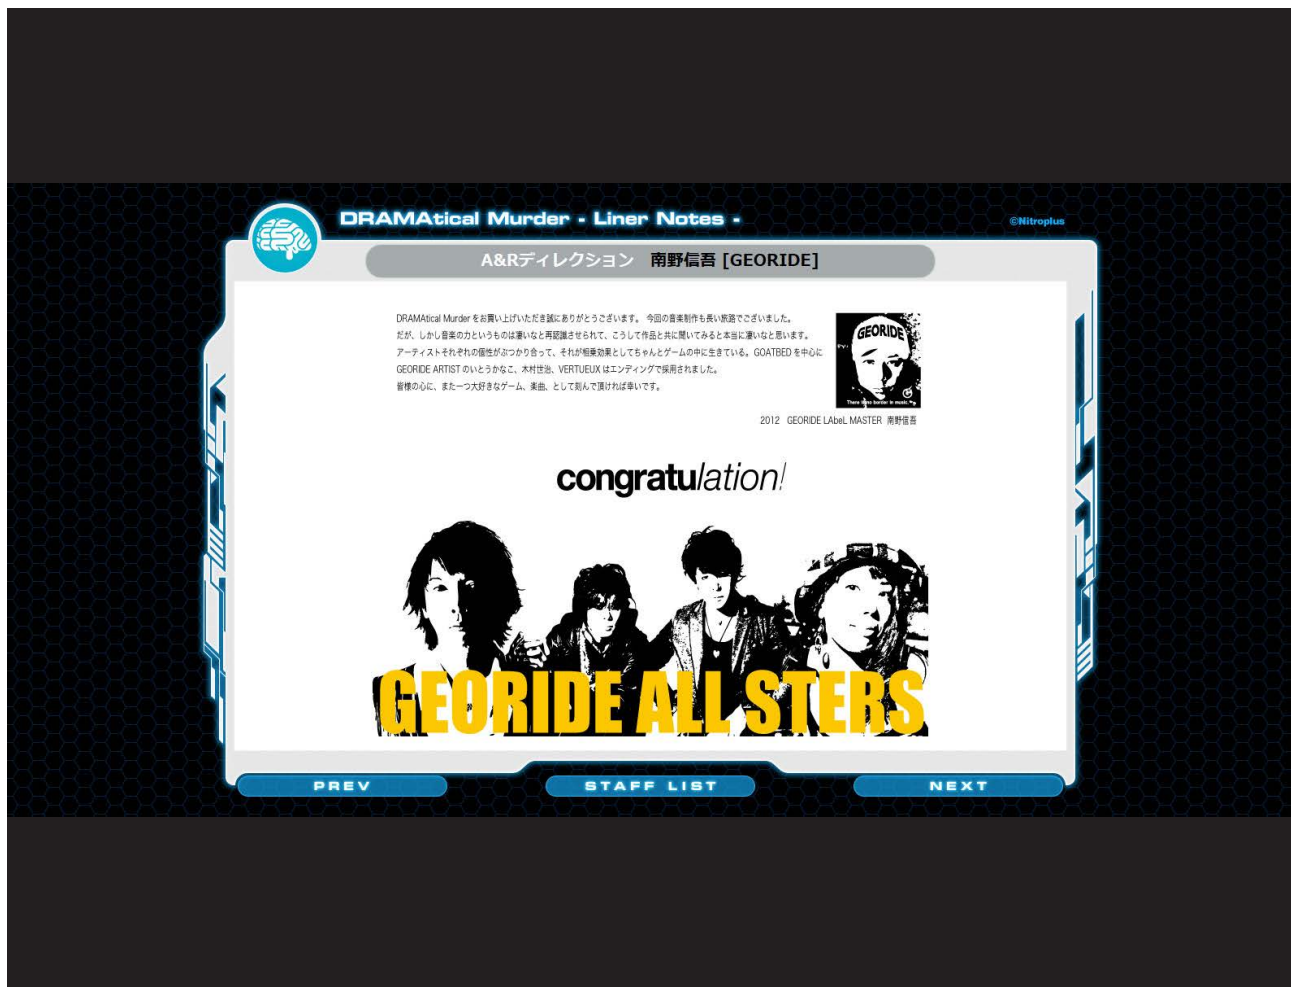 DRAMAtical Murder - Liner Notes -
©Nitroplus
A&Rディレクション 南野信吾 [GEORIDE]
DRAMAtical Murder をお買い上げいただき誠にありがとうございます。 今回の音楽制作も長い旅路でございました。
だが、しかし音楽の力というものは凄いなと再認識させられて、こうして作品と共に聞いてみると本当に凄いなと思います。
アーティストそれぞれの個性がぶつかり合って、それが相乗効果としてちゃんとゲームの中に生きている。GOATBED を中心に
GEORIDE ARTIST のいとうかなこ、木村世治、VERTUEUX はエンディングで採用されました。
皆様の心に、また一つ大好きなゲーム、楽曲、として刻んで頂ければ幸いです。
GEORIDE
There is no border in music.
2012 GEORIDE LAbeL MASTER 南野信吾
congratulation!
GEORIDE ALL STERS
PREV
STAFF LIST
NEXT